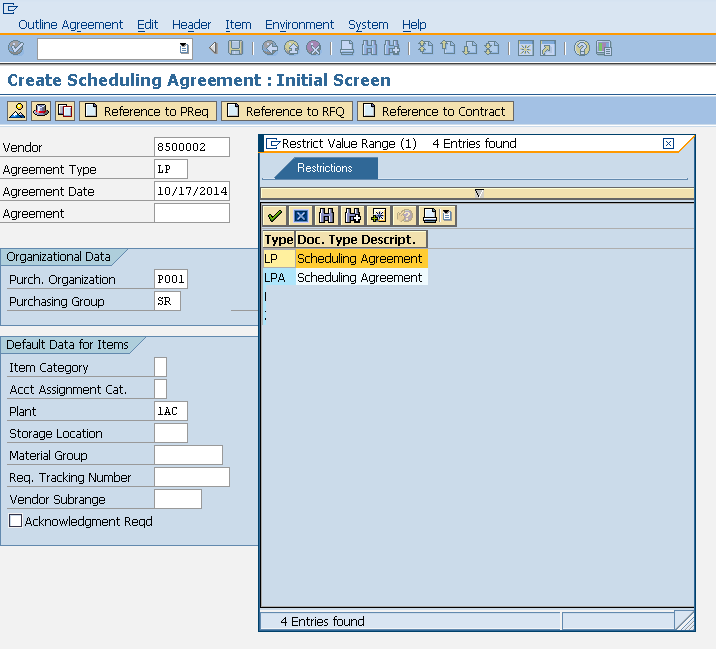 Outline Agreement Edit Header Item Environment System Help
Create Scheduling Agreement : Initial Screen
Reference to PReq Reference to RFQ Reference to Contract
Vendor 8500002
Agreement Type LP
Agreement Date 10/17/2014
Agreement
Organizational Data
Purch. Organization P001
Purchasing Group SR
Default Data for Items
Item Category
Acct Assignment Cat.
Plant 1AC
Storage Location
Material Group
Req. Tracking Number
Vendor Subrange
Acknowledgment Reqd
Restrict Value Range (1) 4 Entries found
Restrictions
Type Doc. Type Descript.
LP Scheduling Agreement
LPA Scheduling Agreement
4 Entries found